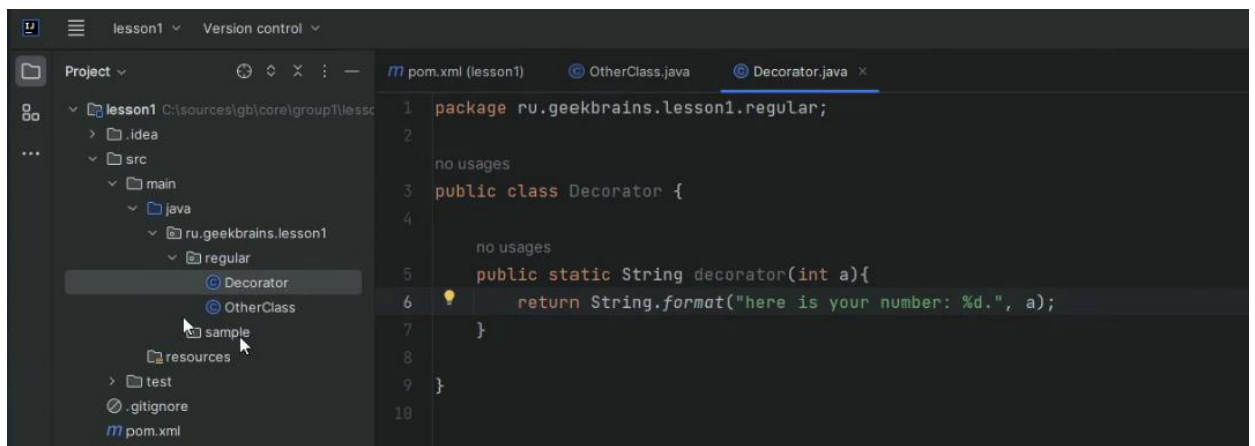 IJ
lesson1
Version control
Project
lesson1 C:\sources\gb\core\group1\lesso
.idea
src
main
java
ru.geekbrains.lesson1
regular
Decorator
OtherClass
sample
resources
test
.gitignore
m pom.xml
m pom.xml (lesson1)
© OtherClass.java
© Decorator.java
1 package ru.geekbrains.lesson1.regular;
2
no usages
3 public class Decorator {
4
no usages
5 public static String decorator(int a){
6 return String.format("here is your number: %d.", a);
7 }
8
9 }
10